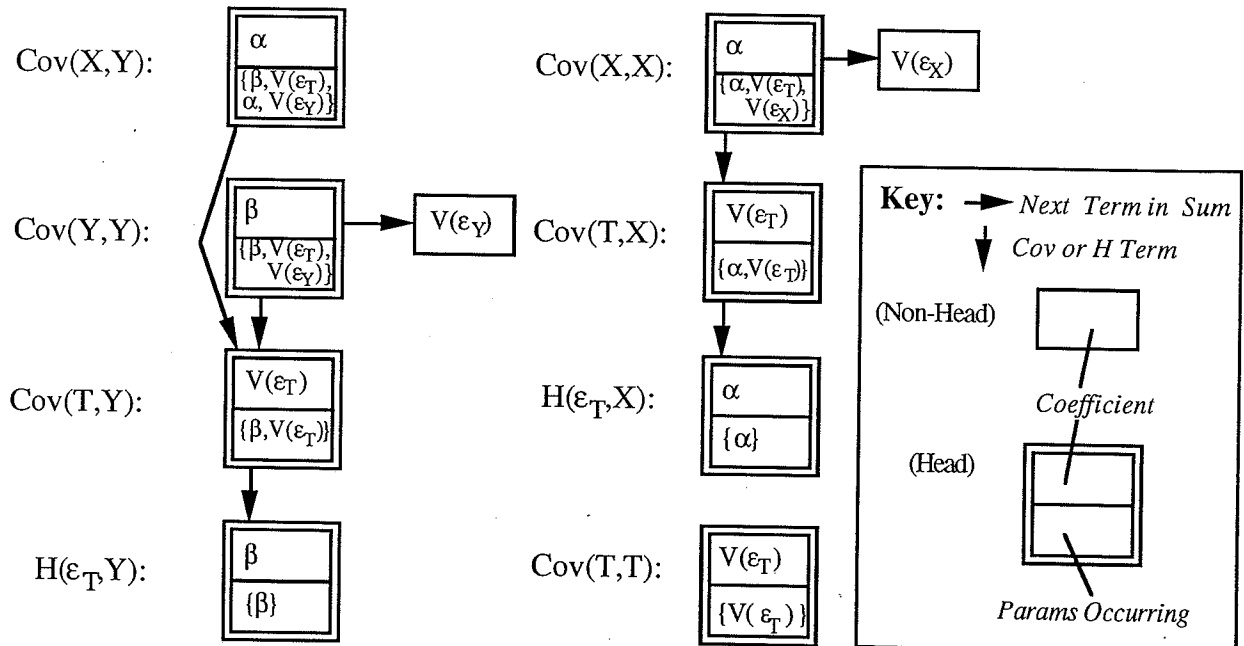 Cov(X,Y):
α
{β,V(ε_T),
α, V(ε_Y)}
Cov(Y,Y):
β
{β,V(ε_T),
V(ε_Y)}
V(ε_Y)
Cov(T,Y):
V(ε_T)
{β,V(ε_T)}
H(ε_T,Y):
β
{β}
Cov(X,X):
α
{α,V(ε_T),
V(ε_X)}
V(ε_X)
Cov(T,X):
V(ε_T)
{α,V(ε_T)}
H(ε_T,X):
α
{α}
Cov(T,T):
V(ε_T)
{V(ε_T)}
Key: Next Term in Sum
Cov or H Term
(Non-Head)
Coefficient
(Head)
Params Occurring